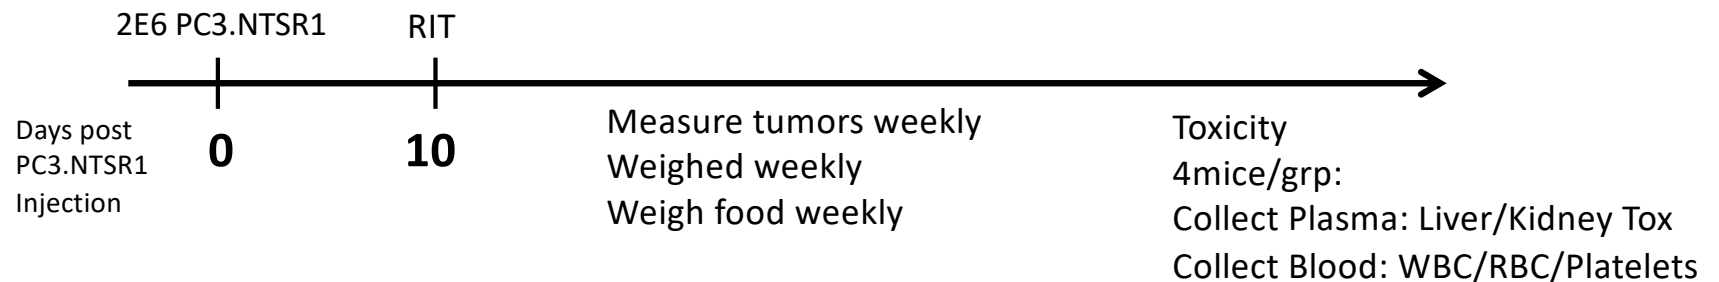 2E6 PC3.NTSR1
RIT
Days post
PC3.NTSR1
Injection
0
10
Measure tumors weekly
Weighed weekly
Weigh food weekly
Toxicity
4mice/grp:
Collect Plasma: Liver/Kidney Tox
Collect Blood: WBC/RBC/Platelets